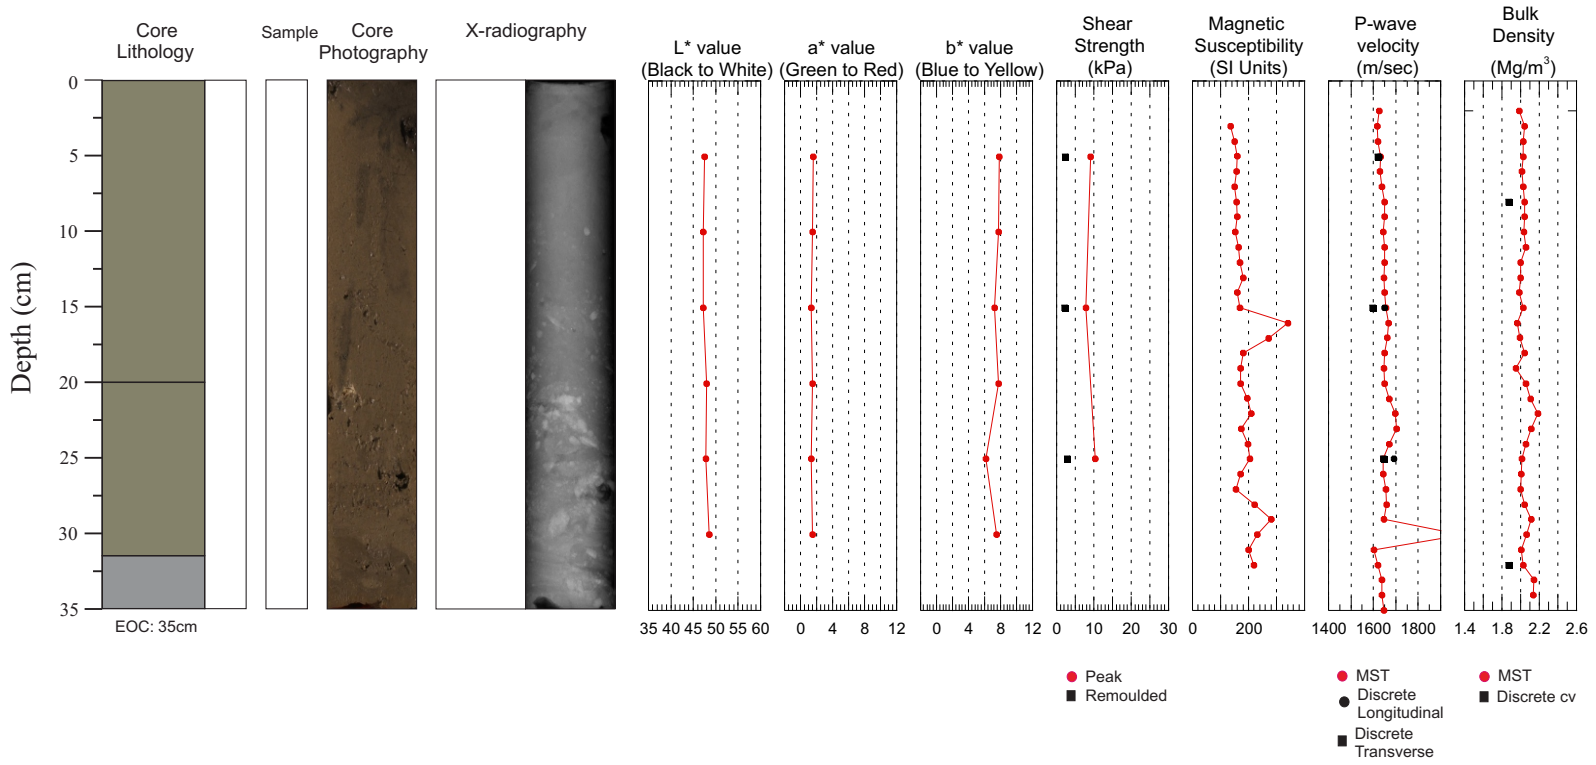 Core
Lithology
Sample
Core
Photography
X-radiography
L* value
(Black to White)
a* value
(Green to Red)
b* value
(Blue to Yellow)
Shear
Strength
(kPa)
Magnetic
Susceptibility
(SI Units)
P-wave
velocity
(m/sec)
Bulk
Density
(Mg/m³)
Depth (cm)
0
5
10
15
20
25
30
35
EOC: 35cm
35 40 45 50 55 60
0 4 8 12
0 4 8 12
0 10 20 30
0 200
1400 1600 1800
1.4 1.8 2.2 2.6
Peak
Remoulded
MST
Discrete
Longitudinal
Discrete
Transverse
MST
Discrete cv